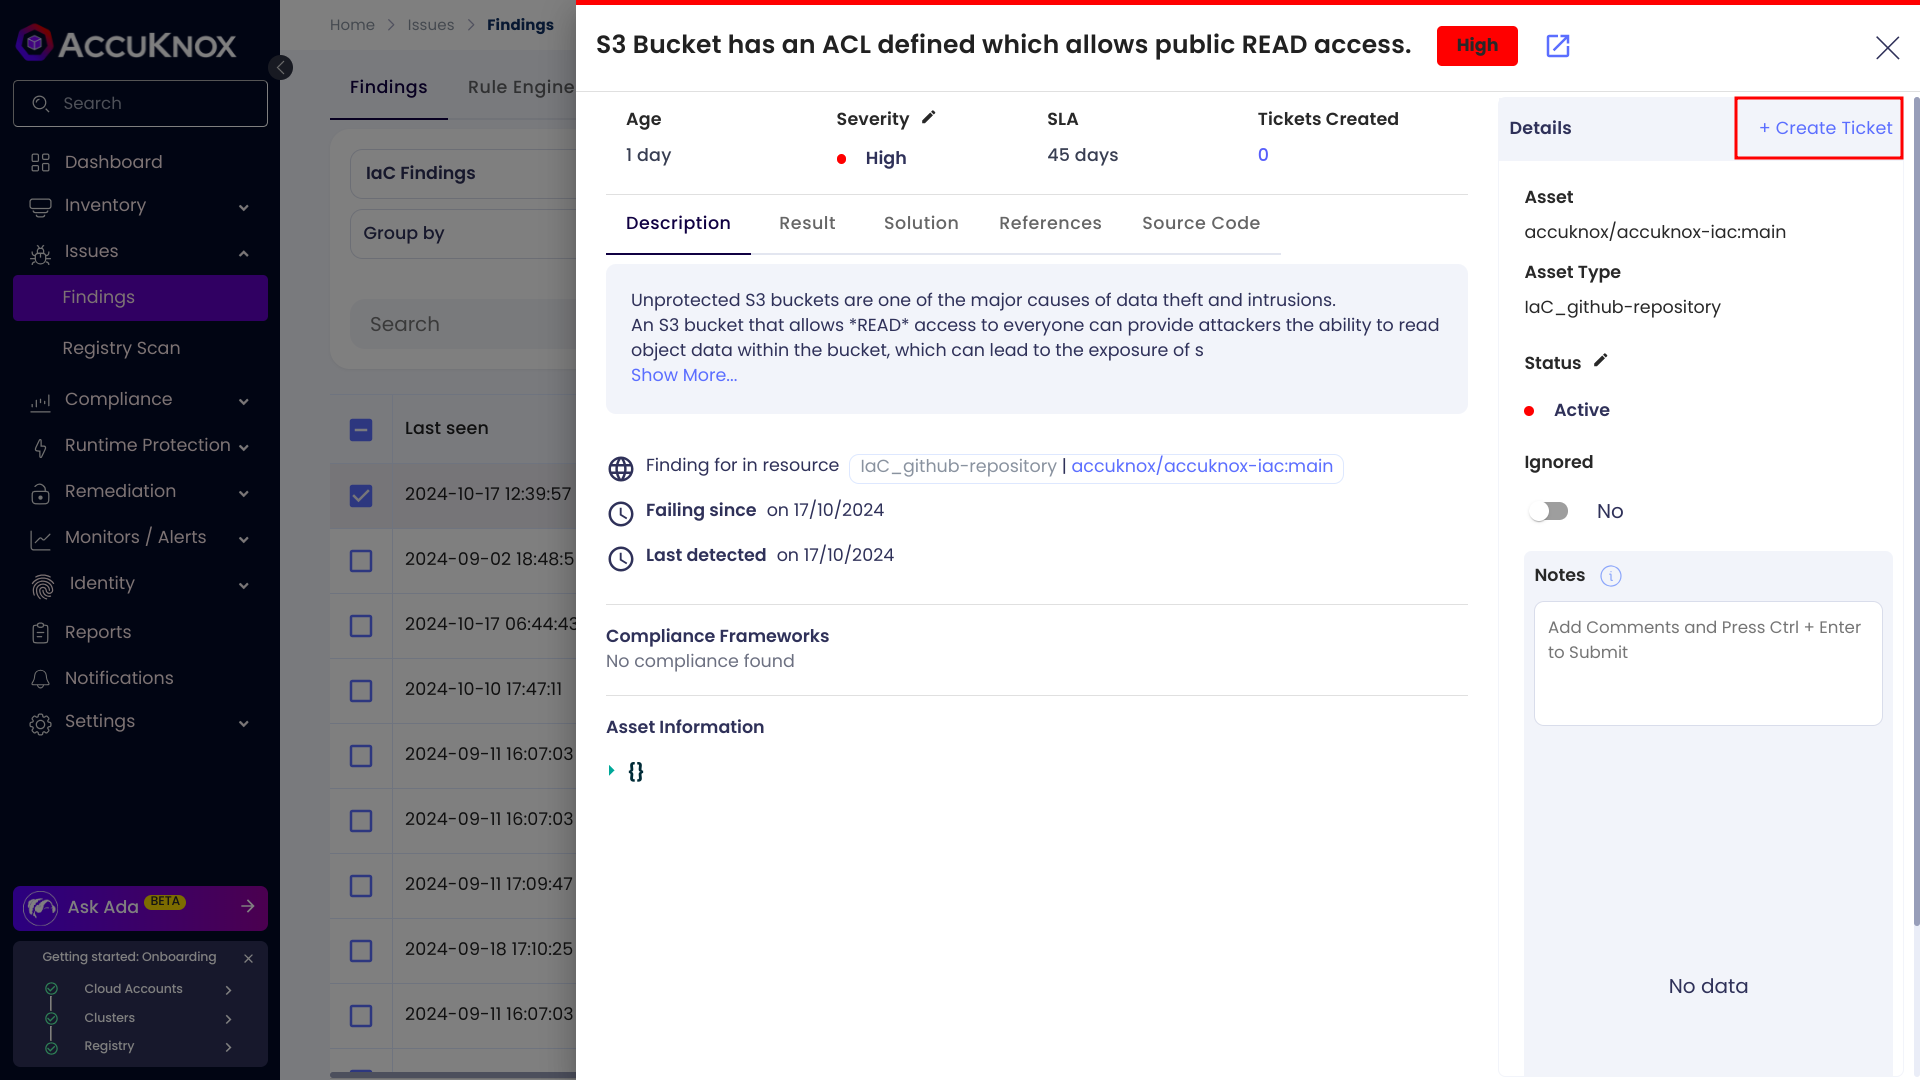 ACCUKNOX
Search
Dashboard
Inventory
Issues
Findings
Registry Scan
Compliance
Runtime Protection
Remediation
Monitors / Alerts
Identity
Reports
Notifications
Settings
Ask Ada BETA
Getting started: Onboarding
Cloud Accounts
Clusters
Registry
Home > Issues > Findings
Findings Rule Engine
IaC Findings
Group by
Search
Last seen
2024-10-17 12:39:57
2024-09-02 18:48:5
2024-10-17 06:44:43
2024-10-10 17:47:11
2024-09-11 16:07:03
2024-09-11 16:07:03
2024-09-11 17:09:47
2024-09-18 17:10:25
2024-09-11 16:07:03
S3 Bucket has an ACL defined which allows public READ access. High
Age Severity SLA Tickets Created
1 day High 45 days 0
Description Result Solution References Source Code
Unprotected S3 buckets are one of the major causes of data theft and intrusions.
An S3 bucket that allows *READ* access to everyone can provide attackers the ability to read
object data within the bucket, which can lead to the exposure of s
Show More...
Finding for in resource IaC_github-repository | accuknox/accuknox-iac:main
Failing since on 17/10/2024
Last detected on 17/10/2024
Compliance Frameworks
No compliance found
Asset Information
{}
Details + Create Ticket
Asset
accuknox/accuknox-iac:main
Asset Type
IaC_github-repository
Status
Active
Ignored
No
Notes
Add Comments and Press Ctrl + Enter
to Submit
No data